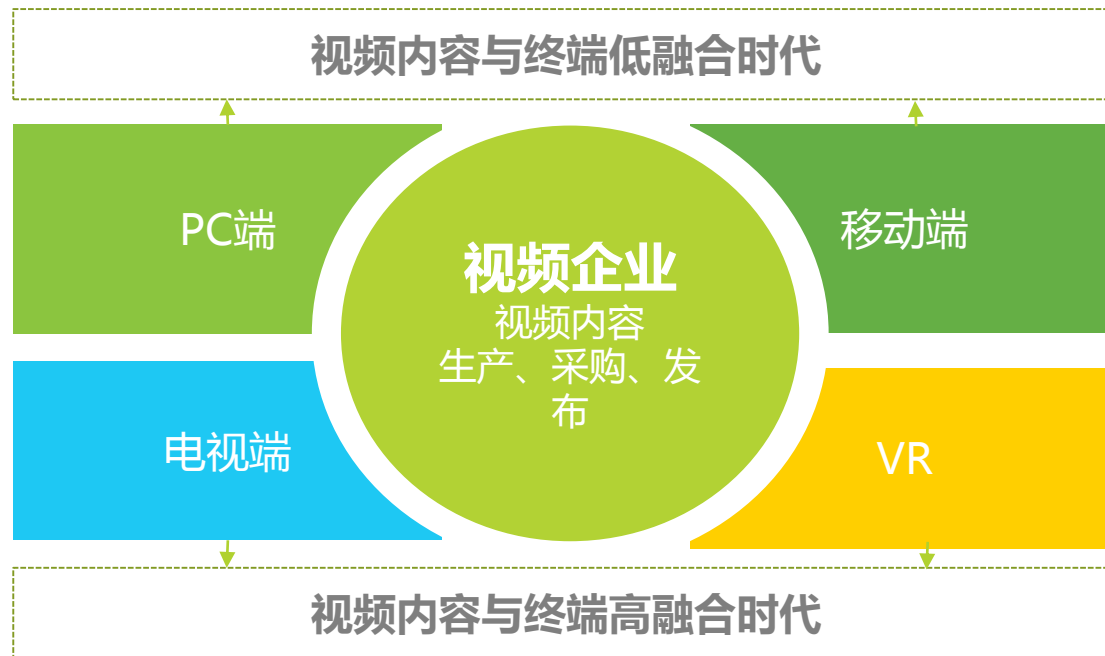 视频内容与终端低融合时代
PC端
移动端
视频企业
视频内容
生产、采购、发
布
电视端
VR
视频内容与终端高融合时代